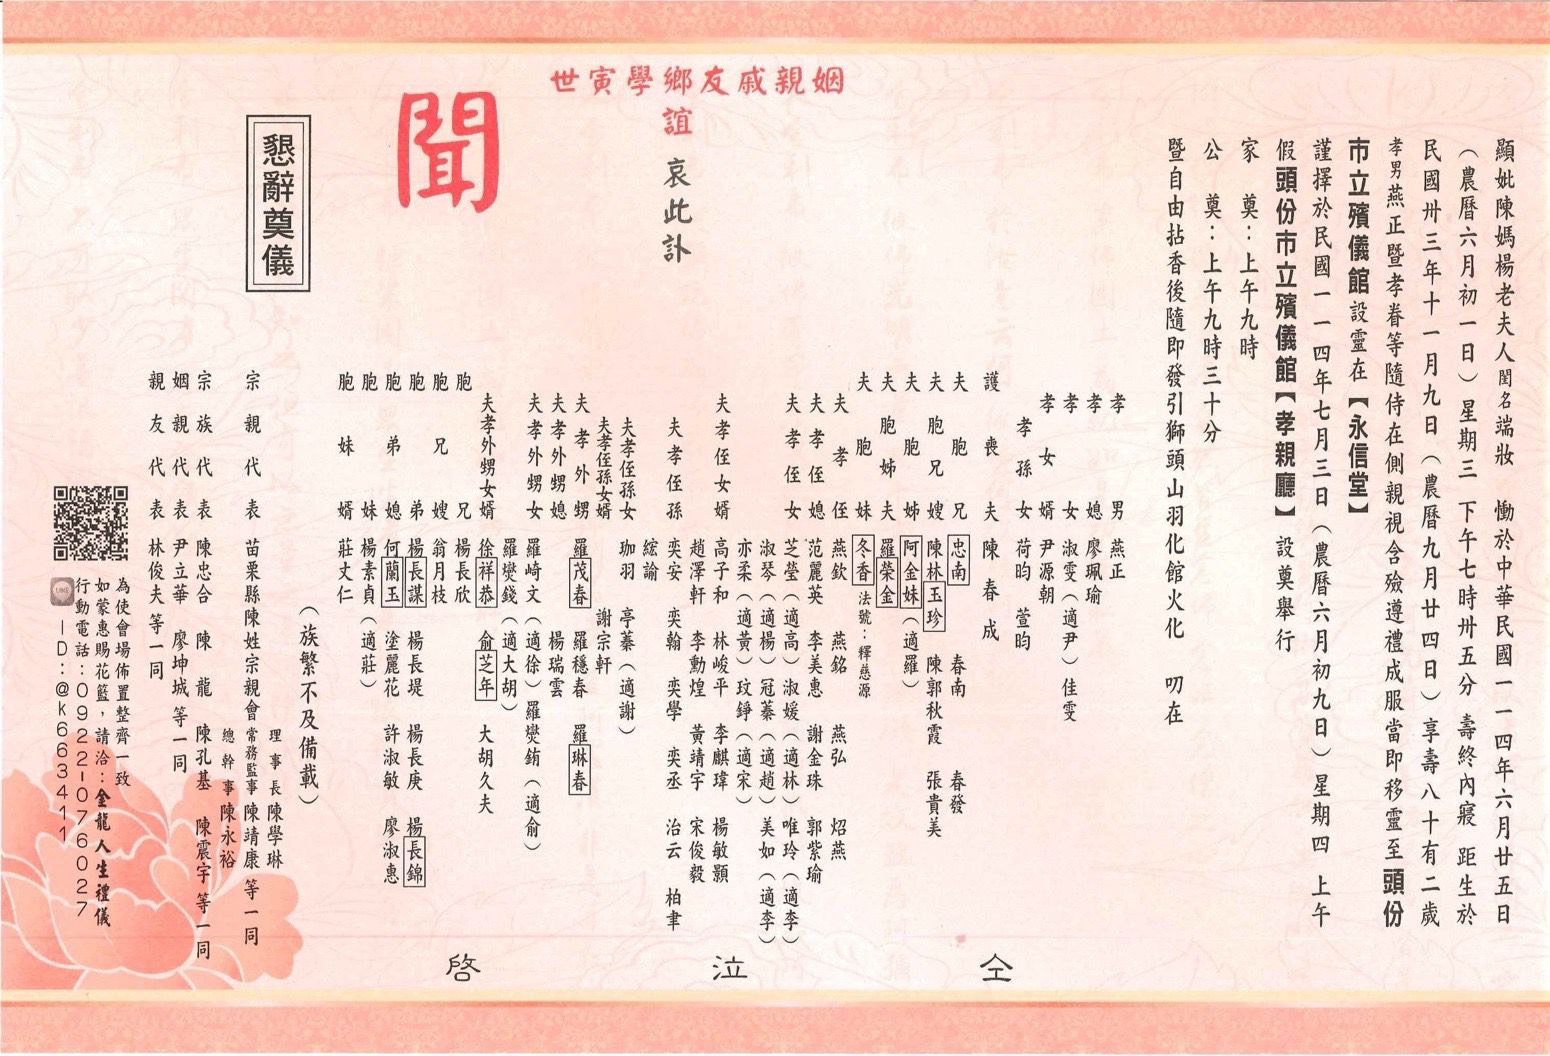 顯妣陳媽楊老夫人閨名端妝　慟於中華民國一一四年六月廿五日
（農曆六月初一日）星期三 下午七時卅五分 壽終內寢 距生於
民國卅三年十一月九日（農曆九月廿四日）享壽八十有二歲
孝男燕正暨孝眷等隨侍在側親視含殮遵禮成服當即移靈至頭份
市立殯儀館設靈在【永信堂】
謹擇於民國一一四年七月三日（農曆六月初九日）星期四 上午
假頭份市立殯儀館【孝親廳】設奠舉行
家　奠：上午九時
公　奠：上午九時三十分
暨自由拈香後隨即發引獅頭山羽化館火化　叨在
姻親戚友鄉學寅世
誼 哀此訃
聞
懇辭奠儀
孝男 燕正
孝媳 廖珮瑜
孝女 淑雯（適尹） 佳雯
孝女婿 尹源朝
孝孫女 荷昀 萱昀
護喪夫 陳春成
夫胞兄 忠南 春南 春發
夫胞兄嫂 陳林玉珍 陳郭秋霞 張貴美
夫胞姊 阿金妹（適羅）
夫胞姊夫 羅榮金
夫胞妹 冬香 法號：釋慈源
夫孝侄 燕欽 燕銘 燕弘 炤燕
夫孝侄媳 范麗英 李美惠 謝金珠 郭紫瑜
夫孝侄女 芝瑩（適高） 淑媛（適林） 唯玲（適李）
淑琴（適楊） 冠蓁（適趙） 美如（適李）
亦柔（適黃） 玟錚（適宋）
夫孝侄女婿 高子和 林峻平 李麒瑋 楊敏顥
趙澤軒 李勳煌 黃靖宇 宋俊毅
夫孝侄孫 奕安 奕翰 奕學 奕丞 治云 柏聿
綋諭
夫孝侄孫女 珈羽 亭蓁（適謝）
夫孝侄孫女婿 謝宗軒
夫孝外甥 羅茂春 羅穩春 羅琳春
夫孝外甥媳 楊瑞雲
夫孝外甥女 羅崎文（適徐） 羅爕銪（適俞）
羅爕錢（適大胡）
夫孝外甥女婿 徐祥恭 俞芝年 大胡久夫
胞兄 楊長欣
胞兄嫂 翁月枝
胞弟 楊長謀 楊長堤 楊長庚 楊長錦
胞弟媳 何蘭玉 塗麗花 許淑敏 廖淑惠
胞妹 楊素貞（適莊）
胞妹婿 莊丈仁
（族繁不及備載）
仝
泣
啓
理事長陳學琳
宗親代表 苗栗縣陳姓宗親會 常務監事陳靖康 等一同
總幹事陳永裕
宗族代表 陳忠合 陳龍 陳孔基 陳震宇 等一同
姻親代表 尹立華 廖坤城 等一同
親友代表 林俊夫 等一同
為使會場佈置整齊一致
如蒙惠賜花籃，請洽：金龍人生禮儀
行動電話：0922-076027
LIKE
ID：@k663411